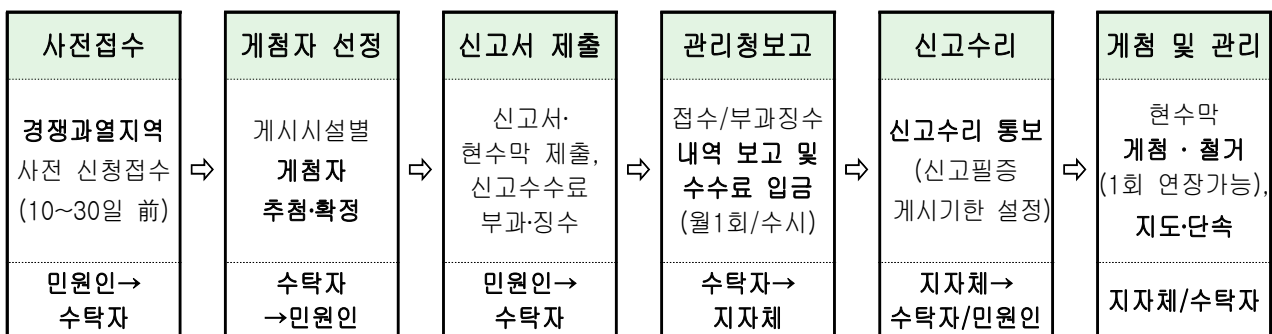 사전접수
경쟁과열지역
사전 신청접수
(10~30일 前)
민원인→
수탁자
⇨
게첨자 선정
게시시설별
게첨자
추첨·확정
수탁자
→민원인
⇨
신고서 제출
신고서·
현수막 제출,
신고수수료
부과·징수
민원인→
수탁자
⇨
관리청보고
접수/부과징수
내역 보고 및
수수료 입금
(월1회/수시)
수탁자→
지자체
⇨
신고수리
신고수리 통보
(신고필증
게시기한 설정)
지자체→
수탁자/민원인
⇨
게첨 및 관리
현수막
게첨·철거
(1회 연장가능),
지도·단속
지자체/수탁자